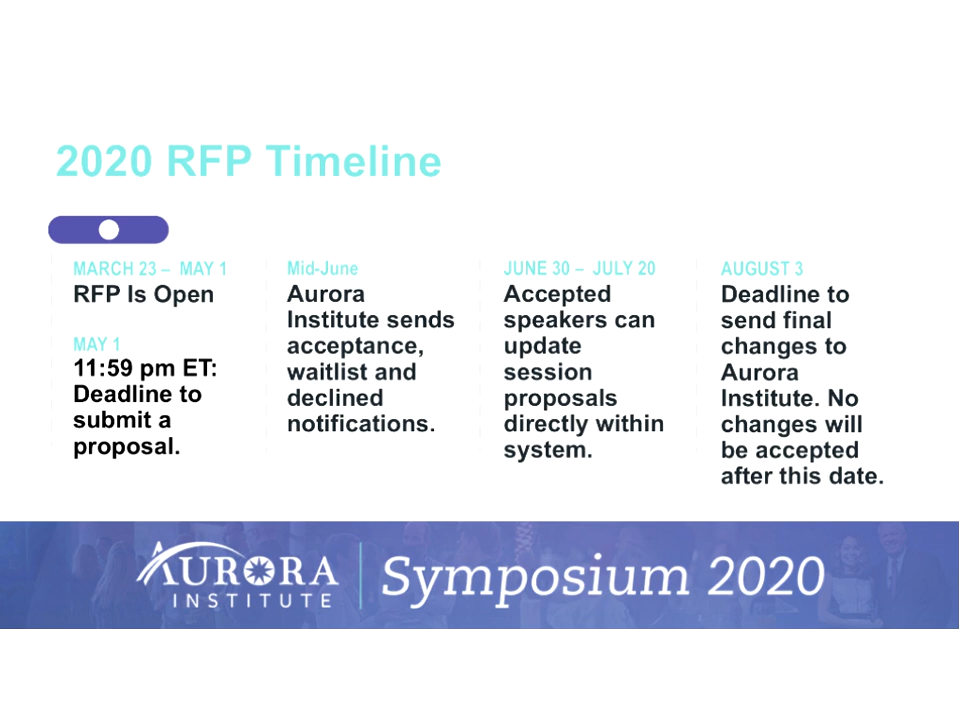 2020 RFP Timeline
MARCH 23 – MAY 1
RFP Is Open
MAY 1
11:59 pm ET:
Deadline to
submit a
proposal.
Mid-June
Aurora
Institute sends
acceptance,
waitlist and
declined
notifications.
JUNE 30 – JULY 20
Accepted
speakers can
update
session
proposals
directly within
system.
AUGUST 3
Deadline to
send final
changes to
Aurora
Institute. No
changes will
be accepted
after this date.
AURORA
INSTITUTE
Symposium 2020